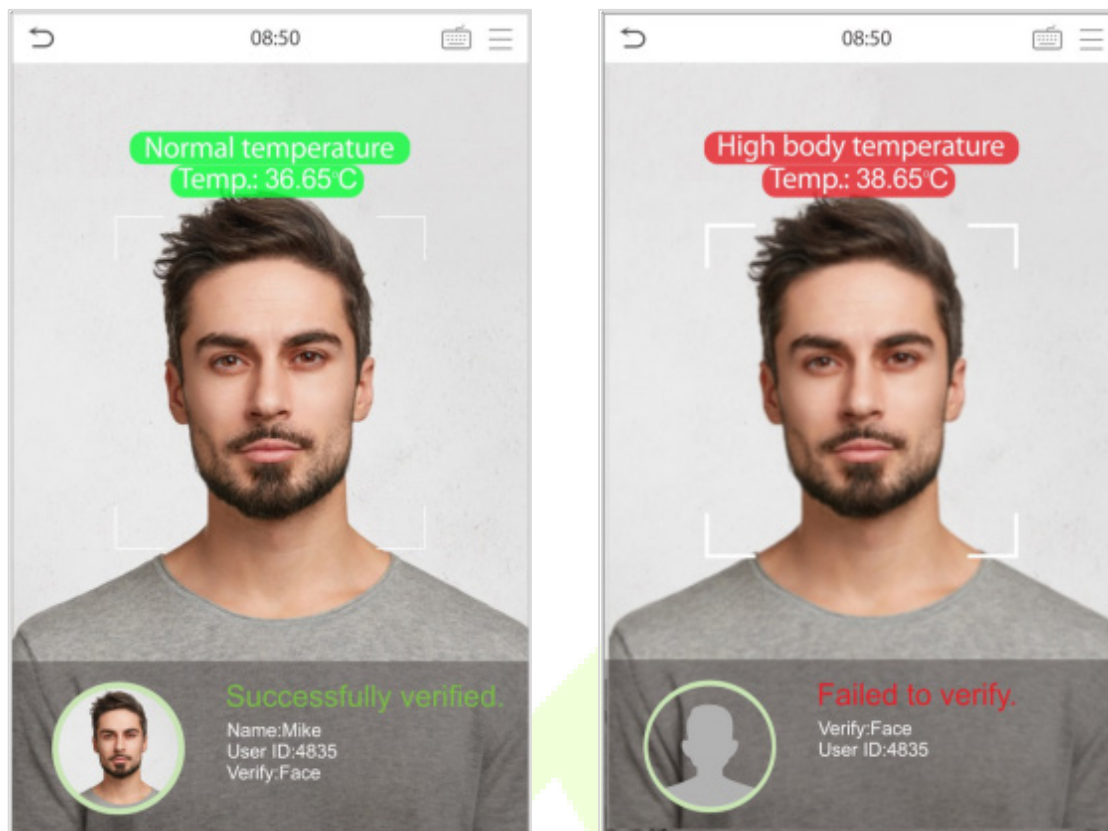 08:50
Normal temperature
Temp.: 36.65°C
Successfully verified.
Name:Mike
User ID:4835
Verify:Face
08:50
High body temperature
Temp.: 38.65°C
Failed to verify.
Verify:Face
User ID:4835